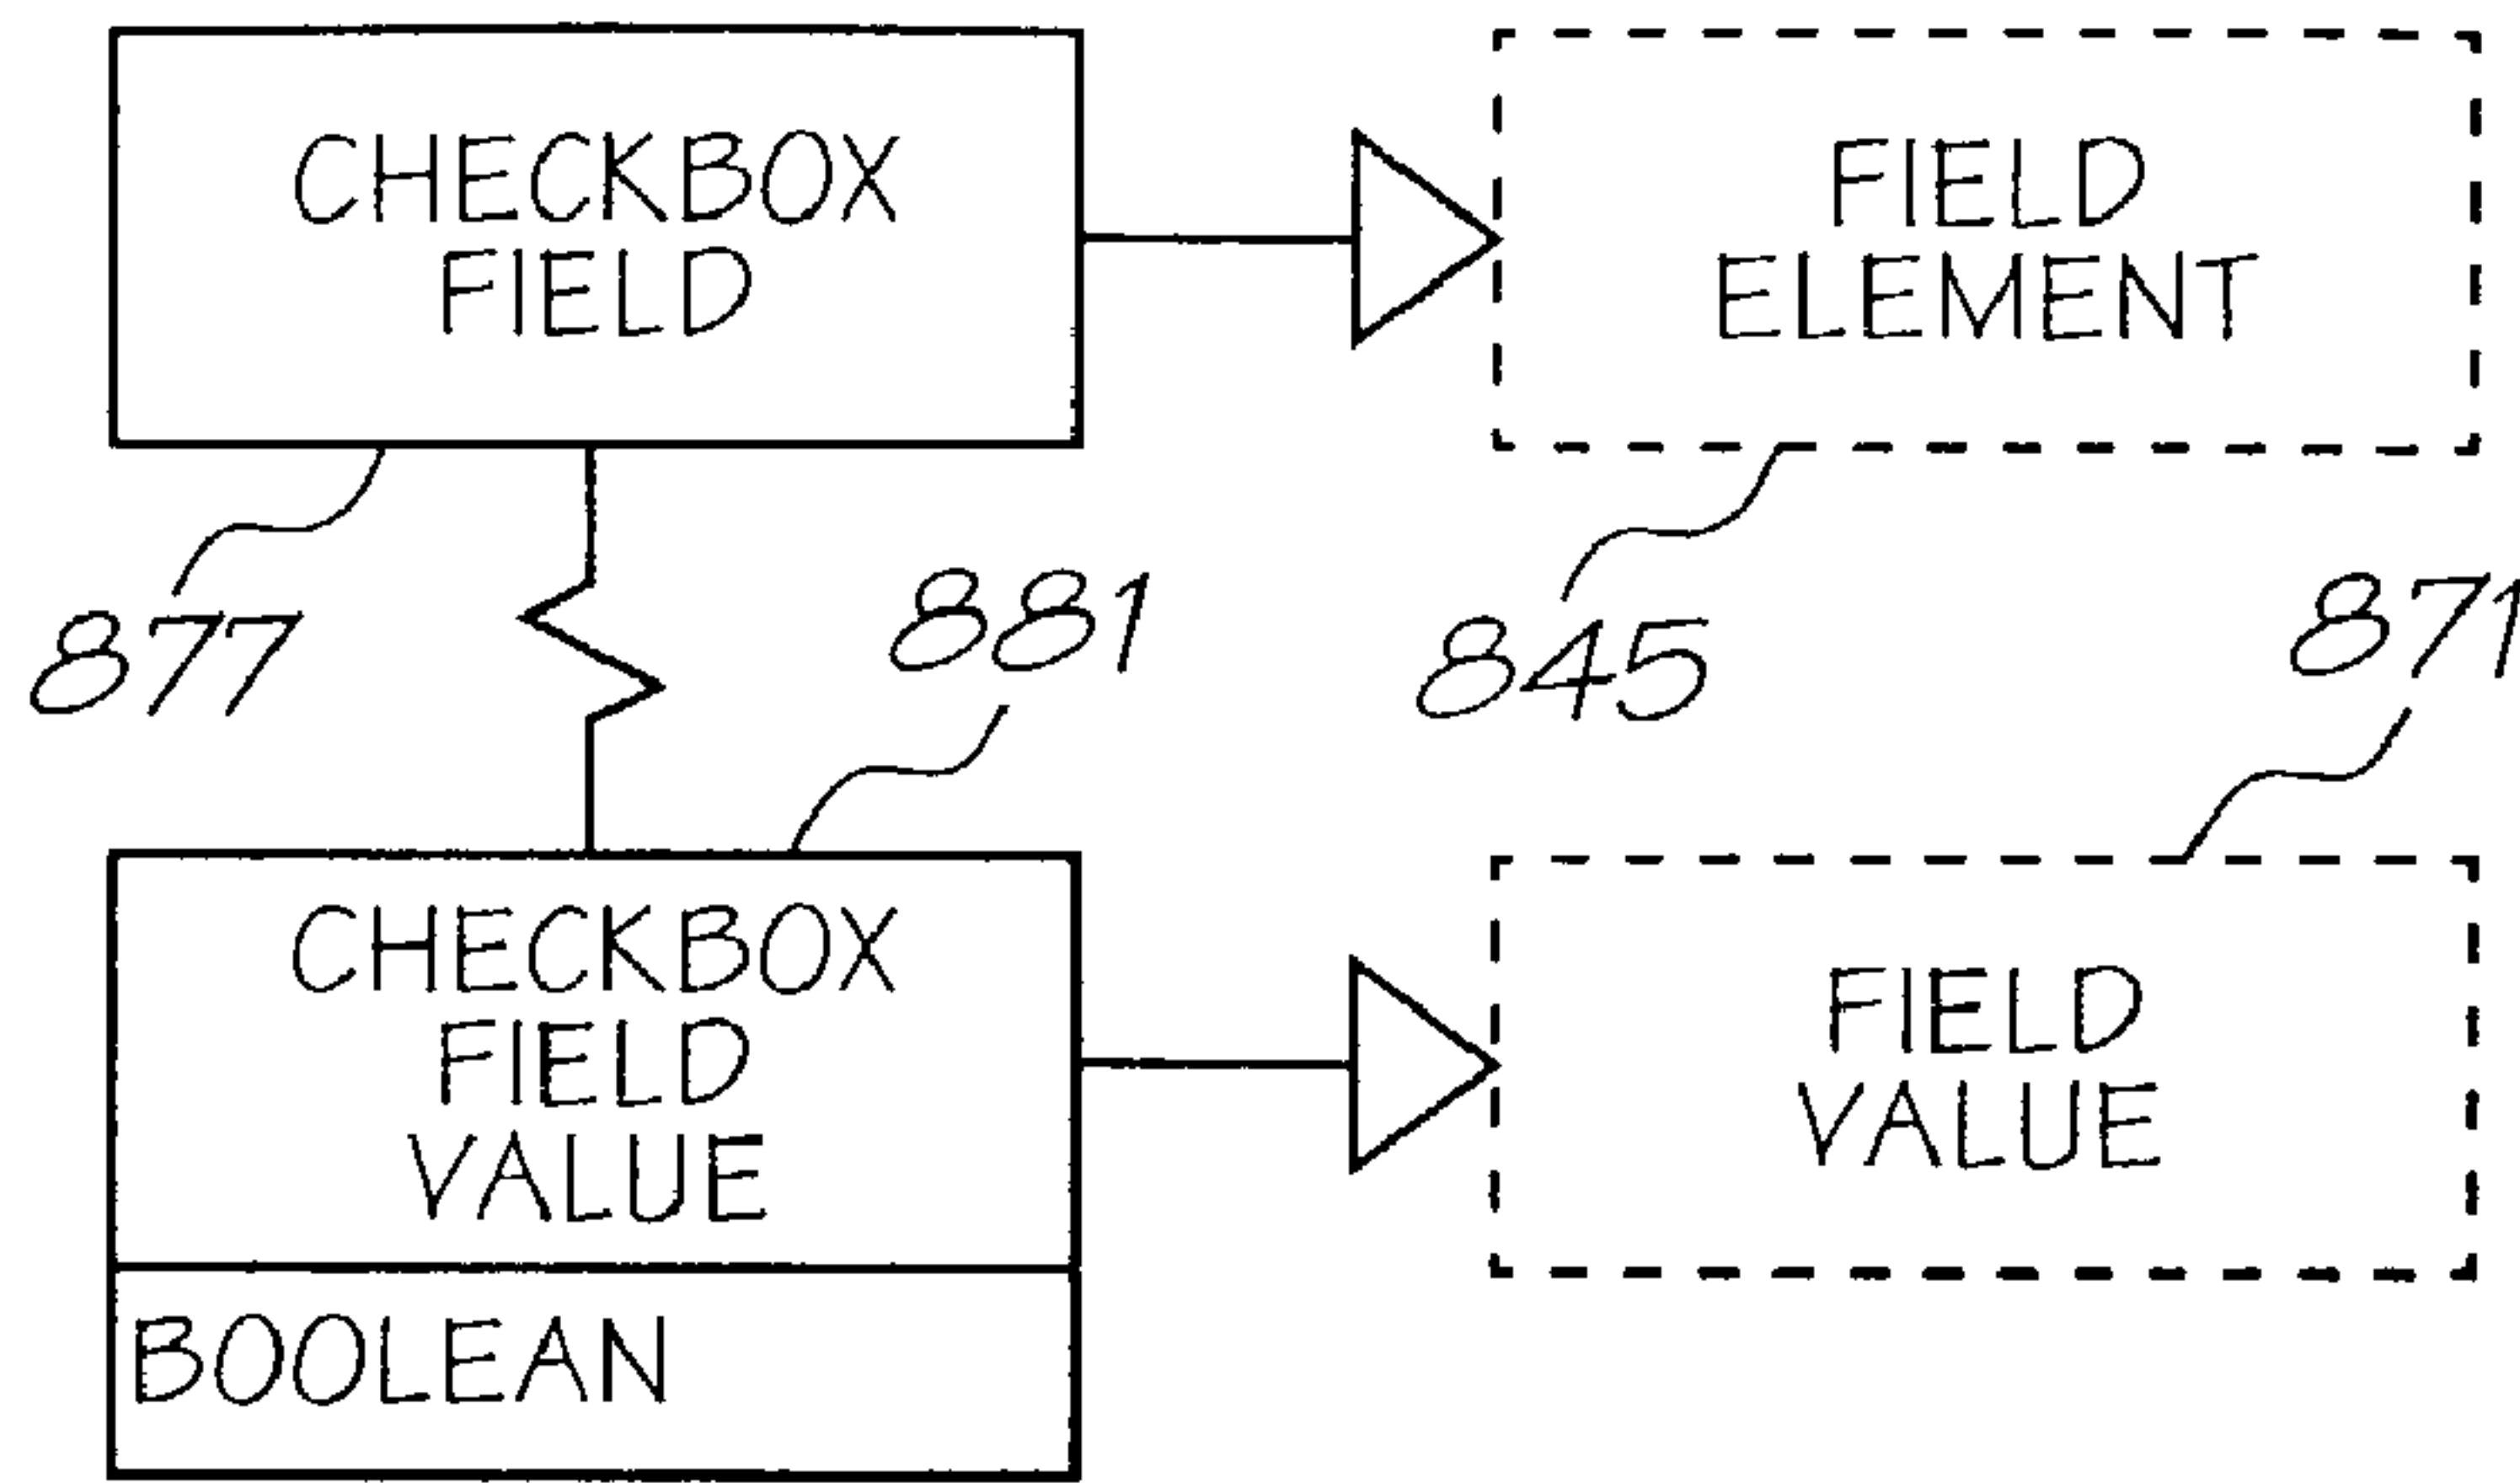 CHECKBOX
FIELD
FIELD
ELEMENT
877
881
845
871
CHECKBOX
FIELD
VALUE
BOOLEAN
FIELD
VALUE